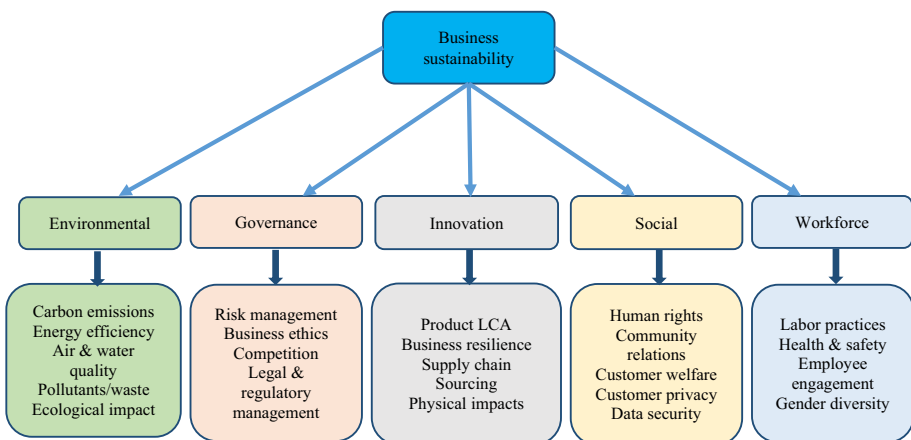 Business
sustainability
Environmental
Governance
Innovation
Social
Workforce
Carbon emissions
Energy efficiency
Air & water
quality
Pollutants/waste
Ecological impact
Risk management
Business ethics
Competition
Legal &
regulatory
management
Product LCA
Business resilience
Supply chain
Sourcing
Physical impacts
Human rights
Community
relations
Customer welfare
Customer privacy
Data security
Labor practices
Health & safety
Employee
engagement
Gender diversity